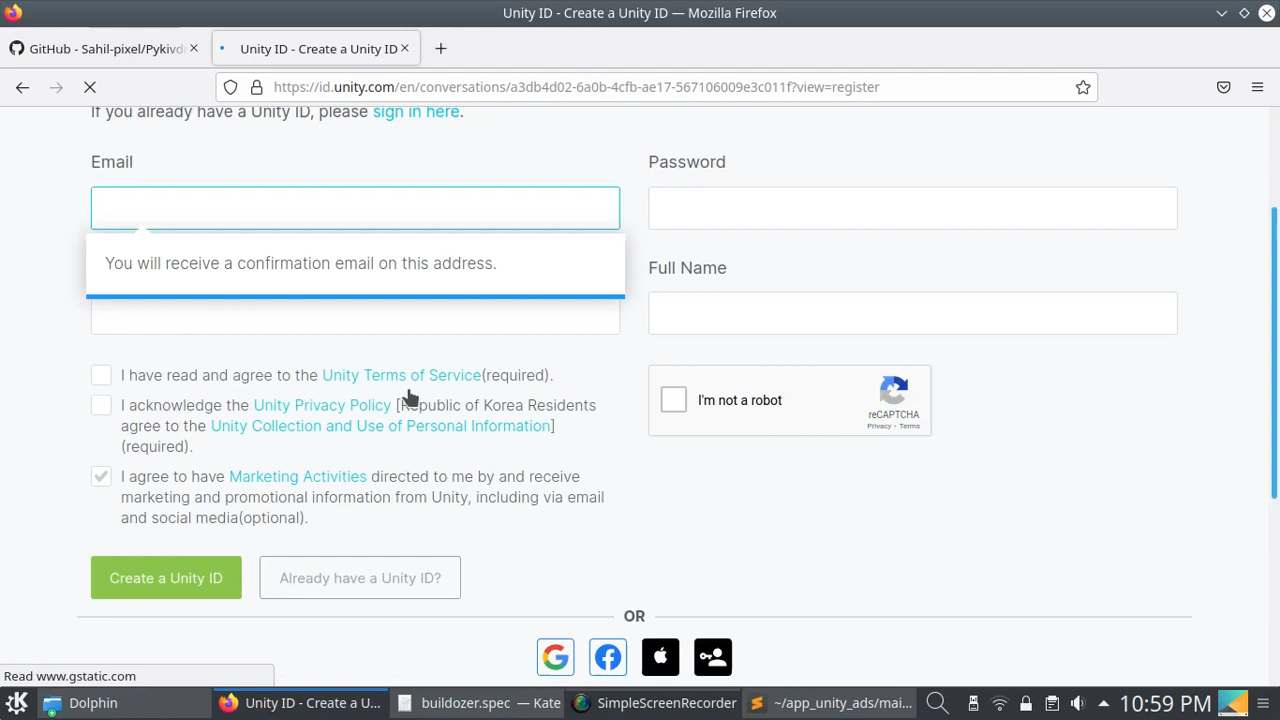 Unity ID - Create a Unity ID — Mozilla Firefox
GitHub - Sahil-pixel/Pykivdr
Unity ID - Create a Unity ID
https://id.unity.com/en/conversations/a3db4d02-6a0b-4cfb-ae17-567106009e3c011f?view=register
If you already have a Unity ID, please sign in here.
Email
Password
You will receive a confirmation email on this address.
Full Name
I have read and agree to the Unity Terms of Service(required).
I acknowledge the Unity Privacy Policy [Republic of Korea Residents
agree to the Unity Collection and Use of Personal Information]
(required).
I'm not a robot
reCAPTCHA
Privacy - Terms
I agree to have Marketing Activities directed to me by and receive
marketing and promotional information from Unity, including via email
and social media(optional).
Create a Unity ID
Already have a Unity ID?
OR
Read www.gstatic.com
Dolphin
Unity ID - Create a U...
buildozer.spec — Kate
SimpleScreenRecorder
~/app_unity_ads/mai...
10:59 PM